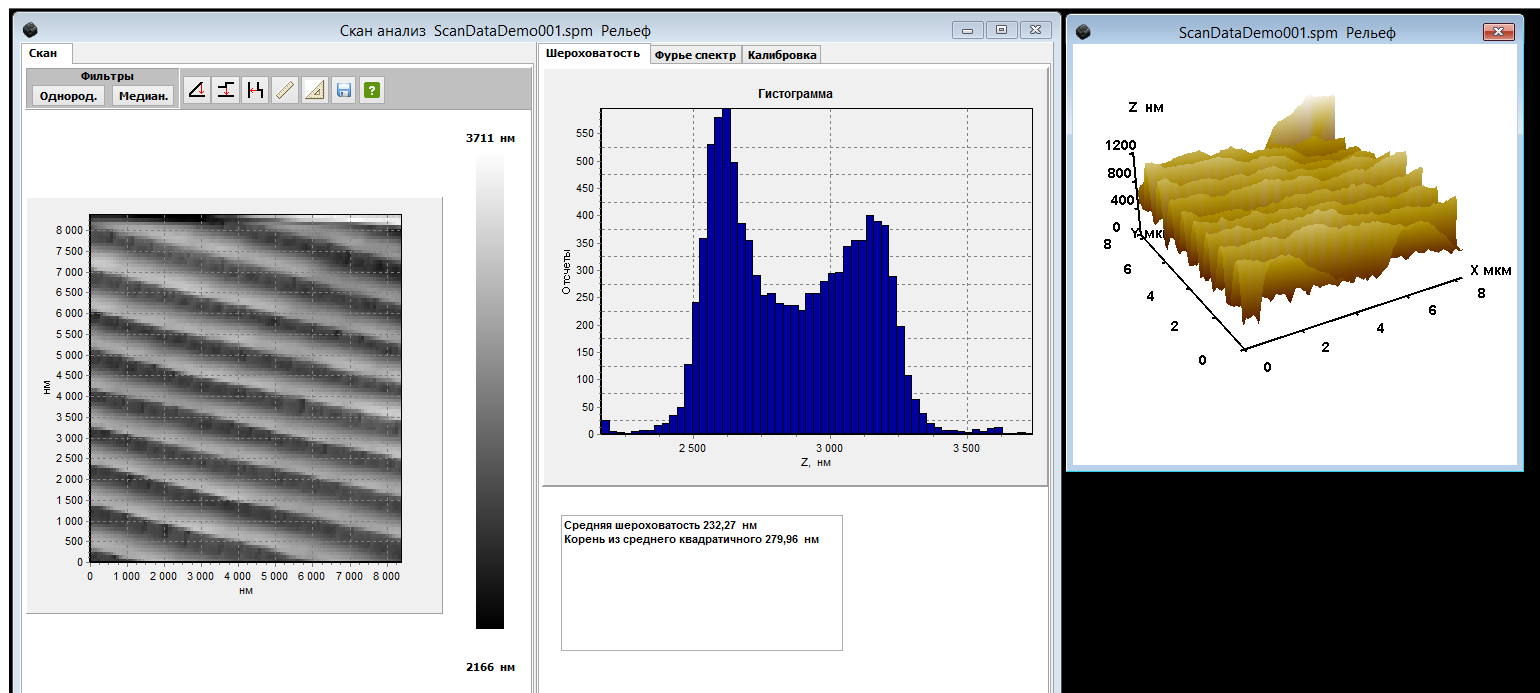 Скан анализ ScanDataDemo001.spm Рельеф
Скан
Фильтры
Однород. Медиан.
?
3711 нм
8 000
7 500
7 000
6 500
6 000
5 500
5 000
4 500
4 000
3 500
3 000
2 500
2 000
1 500
1 000
500
0
нм
0 1 000 2 000 3 000 4 000 5 000 6 000 7 000 8 000
нм
2166 нм
Шероховатость Фурье спектр Калибровка
Гистограмма
550
500
450
400
350
300
250
200
150
100
50
0
Отсчеты
2 500 3 000 3 500
Z, нм
Средняя шероховатость 232,27 нм
Корень из среднего квадратичного 279,96 нм
ScanDataDemo001.spm Рельеф
Z нм
1200
800
400
0
Y мкм
8
6
4
2
0
X мкм
0 2 4 6 8